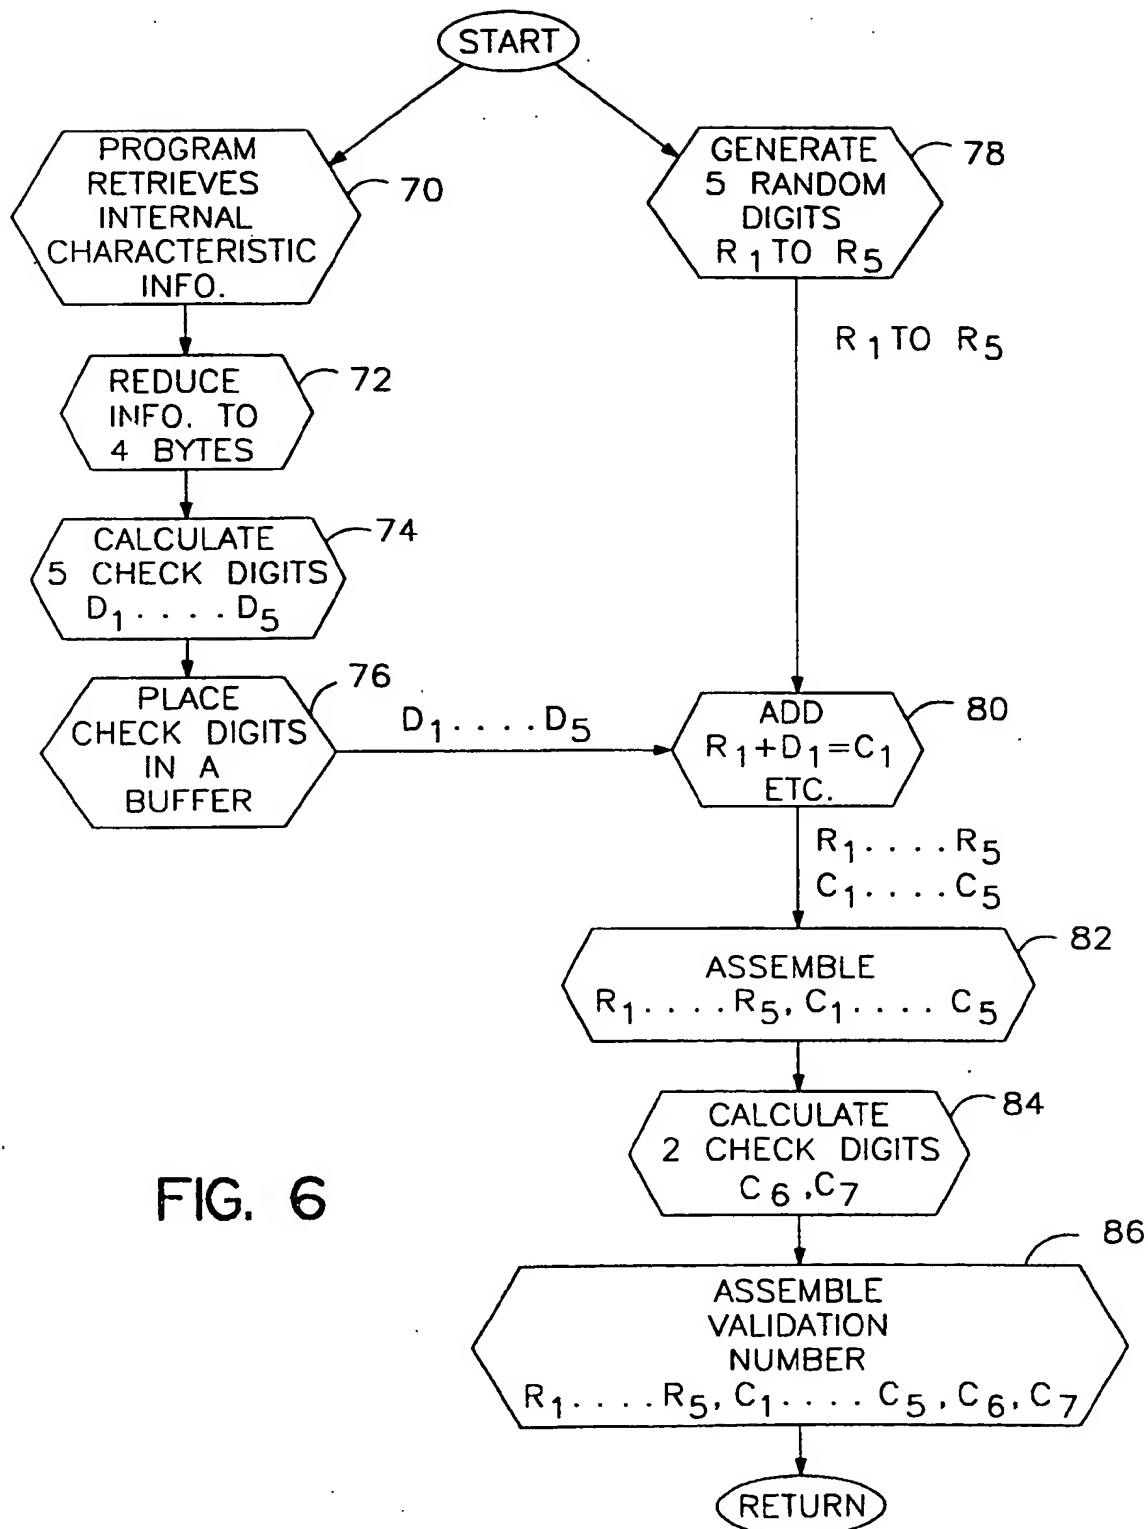 START
PROGRAM
RETRIEVES
INTERNAL
CHARACTERISTIC
INFO.
70
REDUCE
INFO. TO
4 BYTES
72
CALCULATE
5 CHECK DIGITS
D1 . . . . D5
74
PLACE
CHECK DIGITS
IN A
BUFFER
76
D1 . . . . D5
GENERATE
5 RANDOM
DIGITS
R1 TO R5
78
R1 TO R5
ADD
R1+D1=C1
ETC.
80
R1 . . . . R5
C1 . . . . C5
ASSEMBLE
R1 . . . . R5, C1 . . . . C5
82
CALCULATE
2 CHECK DIGITS
C6 ,C7
84
ASSEMBLE
VALIDATION
NUMBER
R1 . . . . R5, C1 . . . . C5 , C6, C7
86
RETURN
FIG. 6